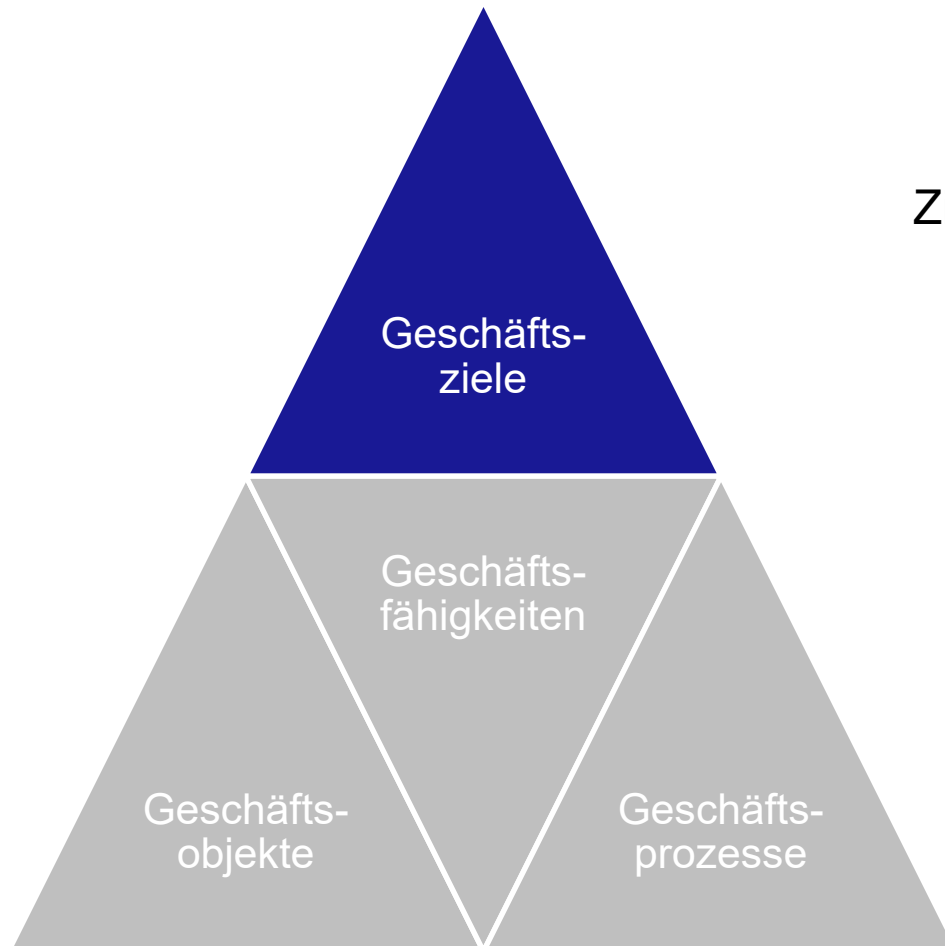 Z
Geschäfts-
ziele
Geschäfts-
fähigkeiten
Geschäfts-
objekte
Geschäfts-
prozesse